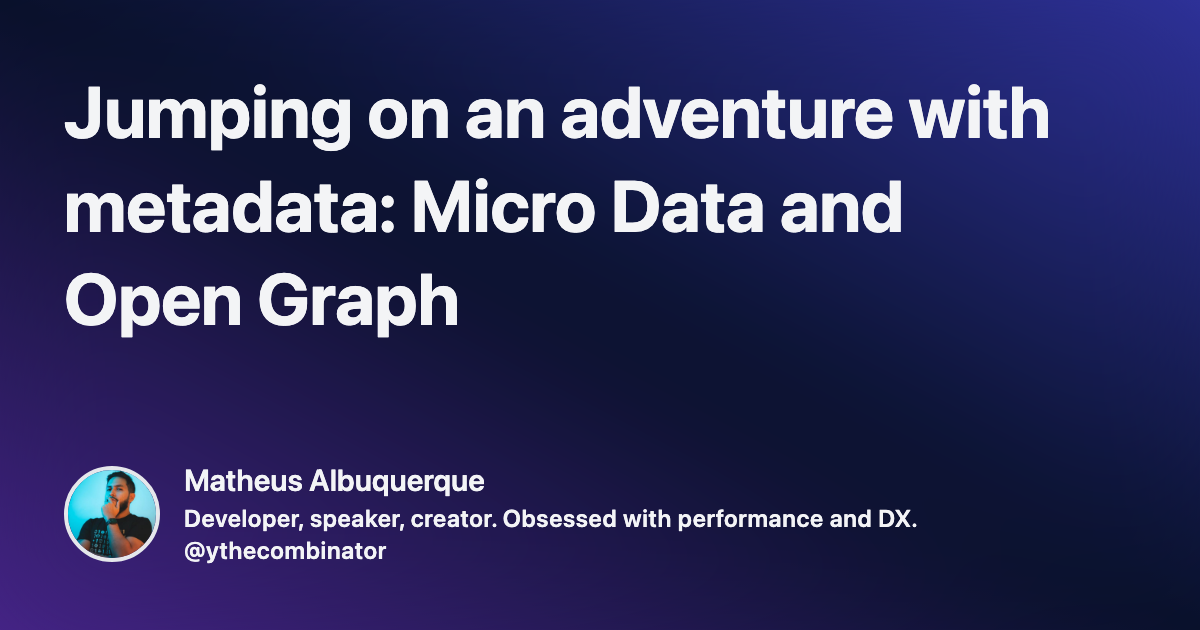 Jumping on an adventure with
metadata: Micro Data and
Open Graph
Matheus Albuquerque
Developer, speaker, creator. Obsessed with performance and DX.
@ythecombinator